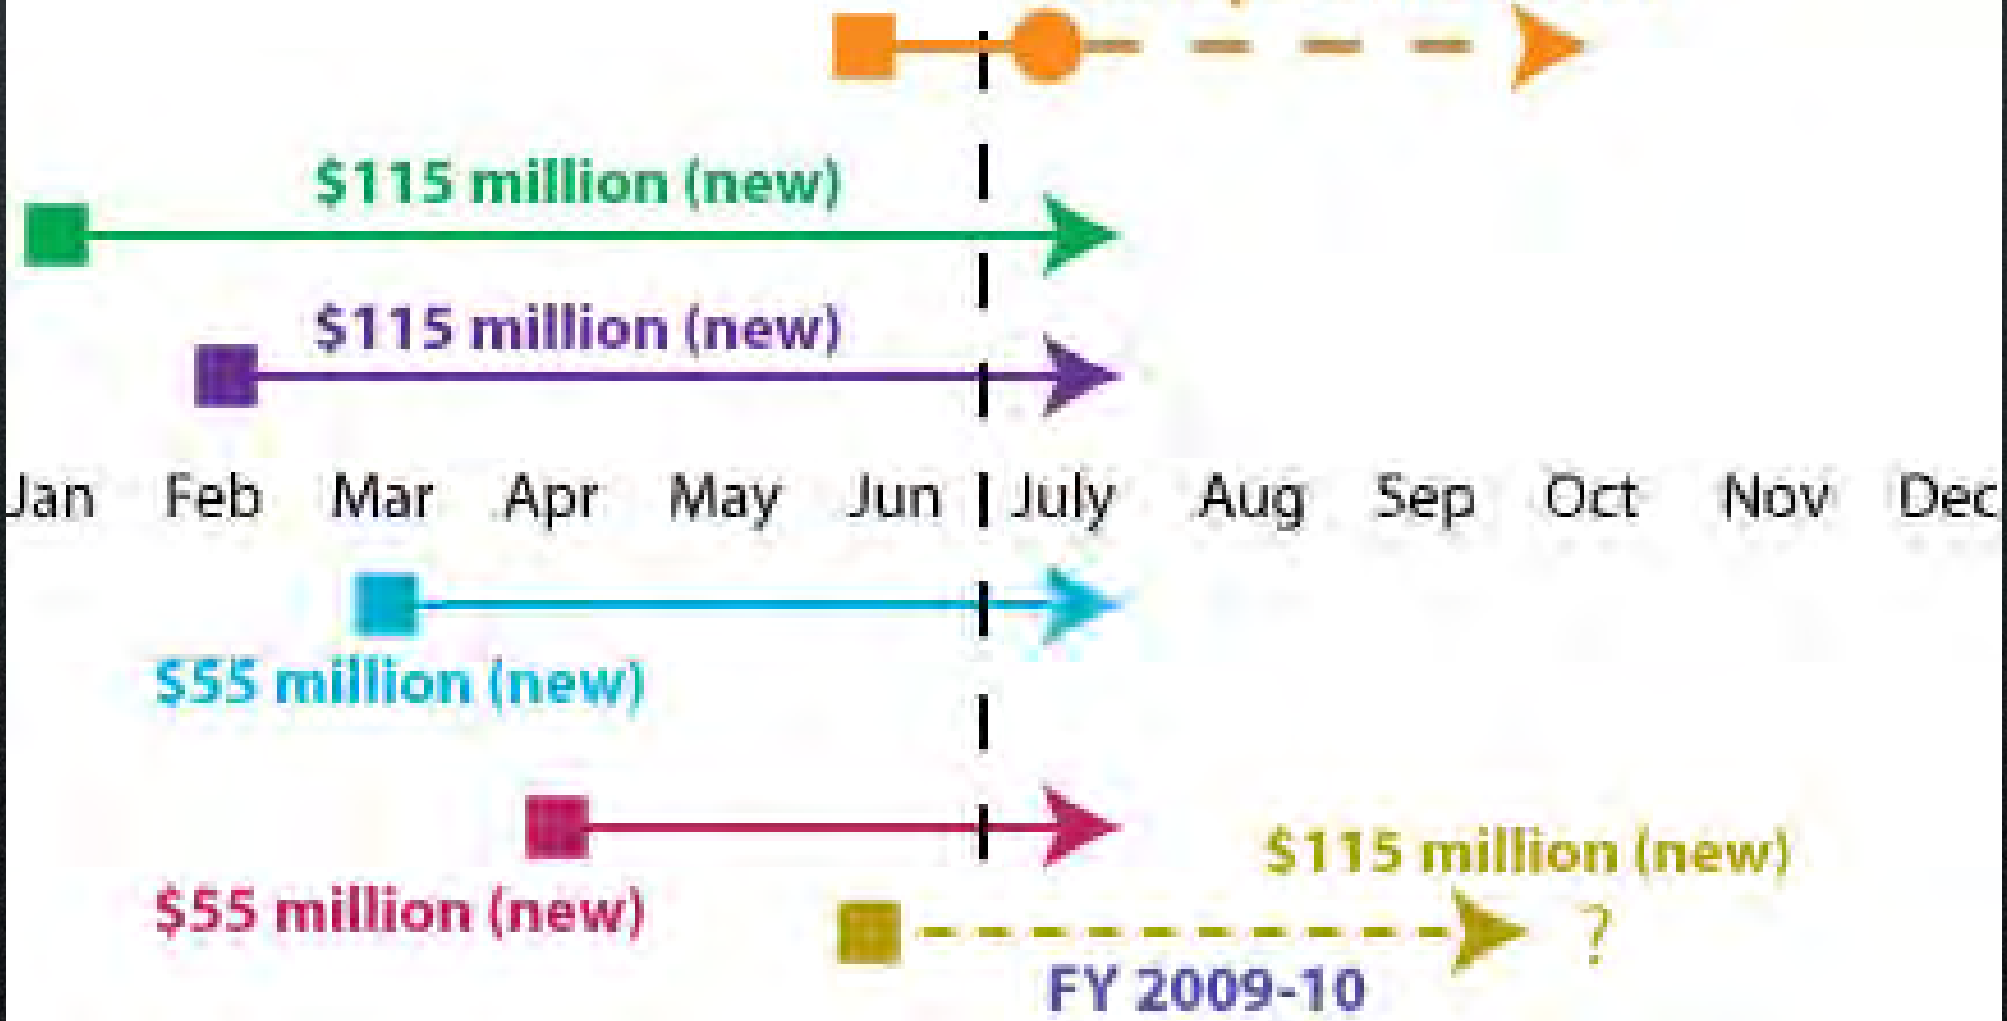 $115 million (new)
$115 million (new)
Jan Feb Mar Apr May Jun July Aug Sep Oct Nov Dec
$55 million (new)
$55 million (new)
$115 million (new)
?
FY 2009-10